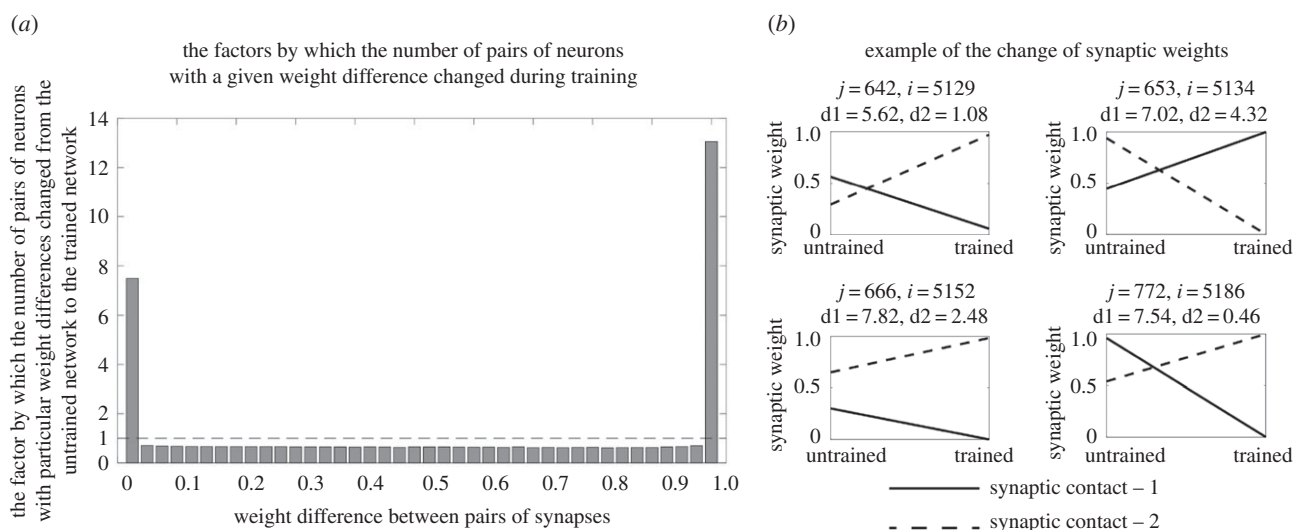 (a)
the factors by which the number of pairs of neurons
with a given weight difference changed during training
the factor by which the number of pairs of neurons
with particular weight differences changed from the
untrained network to the trained network
14
12
10
8
6
4
2
1
0
0 0.1 0.2 0.3 0.4 0.5 0.6 0.7 0.8 0.9 1.0
weight difference between pairs of synapses
(b)
example of the change of synaptic weights
j = 642, i = 5129
d1 = 5.62, d2 = 1.08
synaptic weight
1.0
0.5
0
untrained trained
j = 653, i = 5134
d1 = 7.02, d2 = 4.32
synaptic weight
1.0
0.5
0
untrained trained
j = 666, i = 5152
d1 = 7.82, d2 = 2.48
synaptic weight
1.0
0.5
0
untrained trained
j = 772, i = 5186
d1 = 7.54, d2 = 0.46
synaptic weight
1.0
0.5
0
untrained trained
synaptic contact – 1
synaptic contact – 2